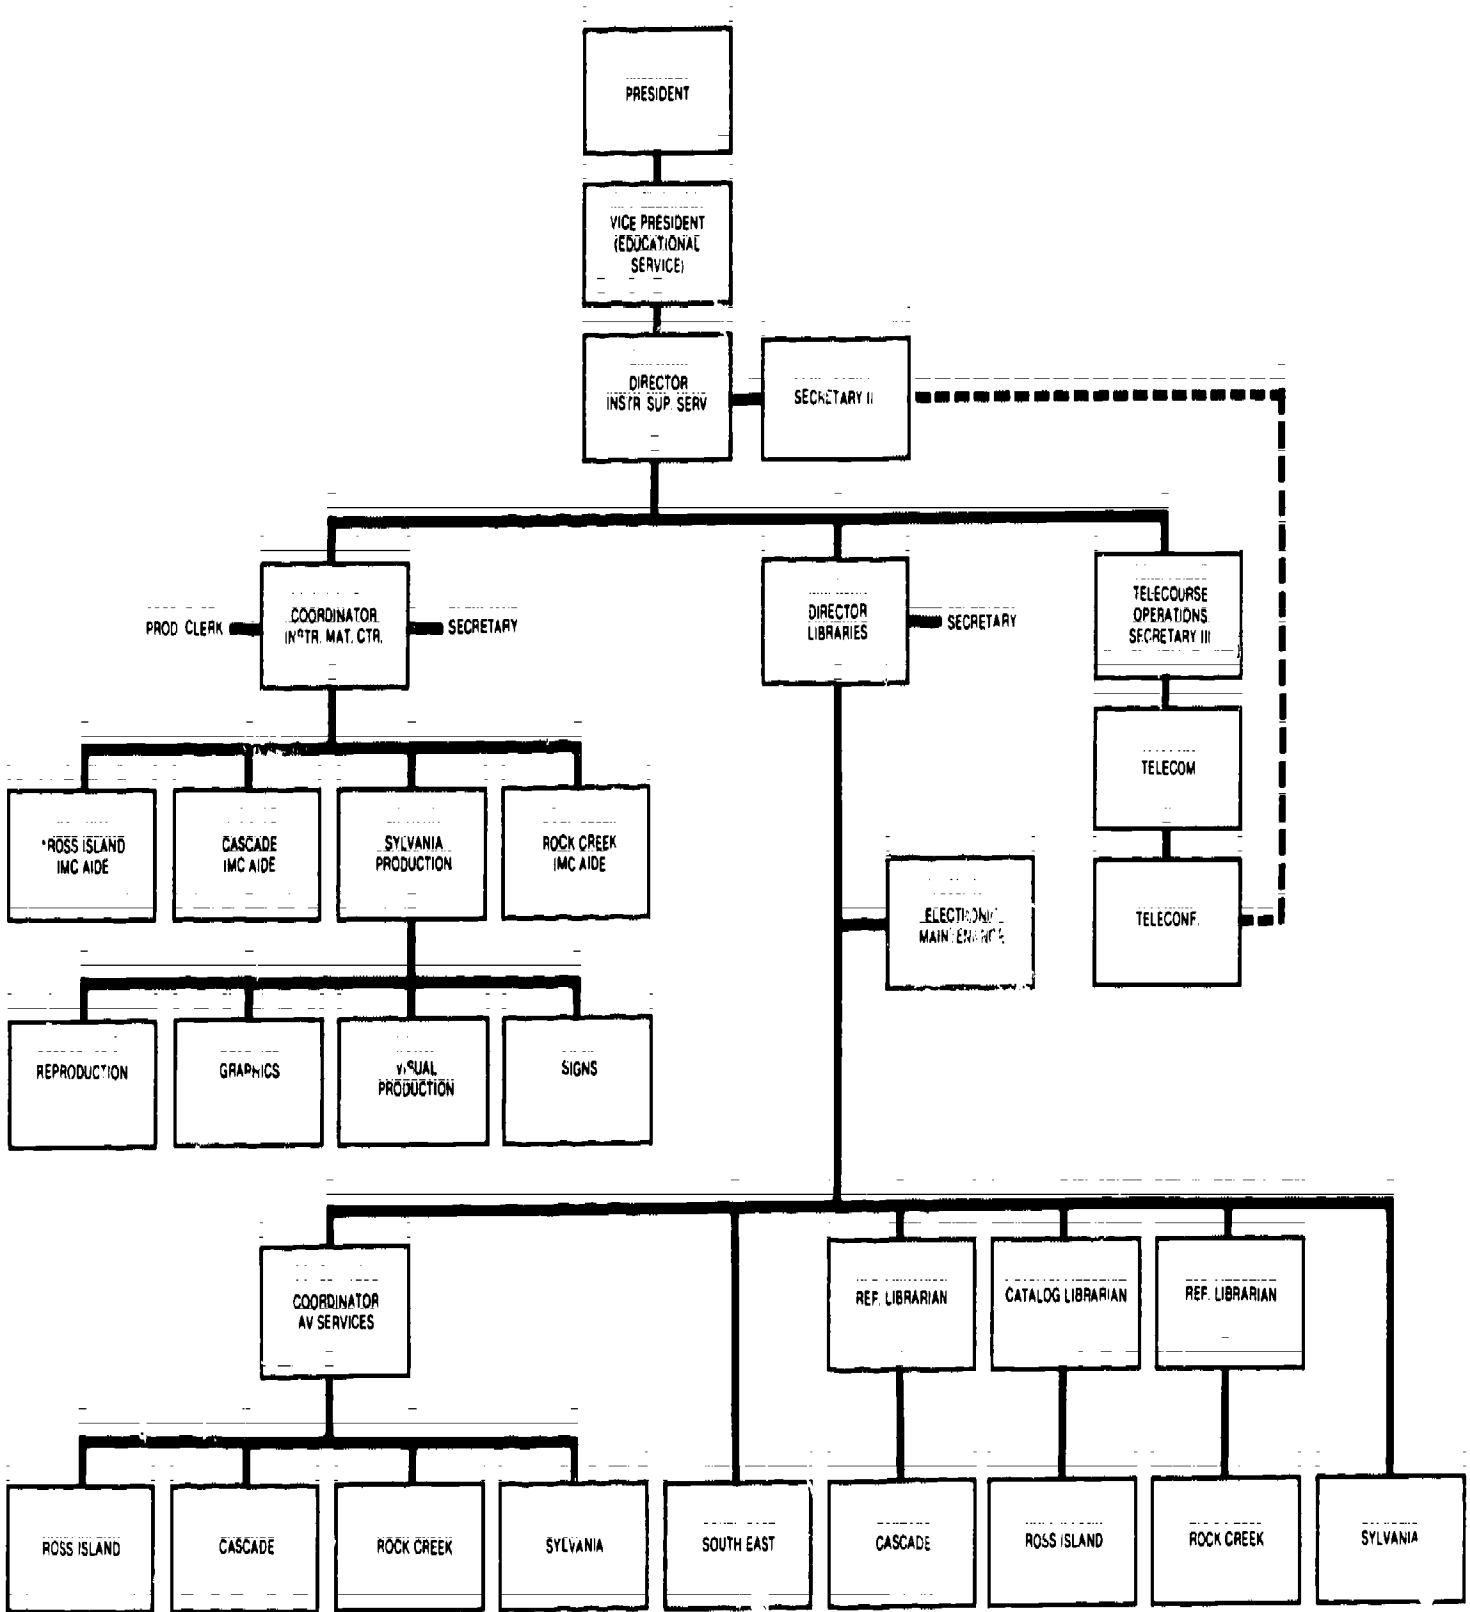 PRESIDENT
VICE PRESIDENT
(EDUCATIONAL
SERVICE)
DIRECTOR
INSTR. SUP. SERV
SECRETARY II
COORDINATOR
INSTR. MAT. CTR.
PROD CLERK
SECRETARY
DIRECTOR
LIBRARIES
SECRETARY
TELECOURSE
OPERATIONS
SECRETARY III
TELECOM
TELECONF.
*ROSS ISLAND
IMC AIDE
CASCADE
IMC AIDE
SYLVANIA
PRODUCTION
ROCK CREEK
IMC AIDE
ELECTRONIC
MAINTENANCE
REPRODUCTION
GRAPHICS
VISUAL
PRODUCTION
SIGNS
COORDINATOR
AV SERVICES
REF. LIBRARIAN
CATALOG LIBRARIAN
REF. LIBRARIAN
ROSS ISLAND
CASCADE
ROCK CREEK
SYLVANIA
SOUTH EAST
CASCADE
ROSS ISLAND
ROCK CREEK
SYLVANIA